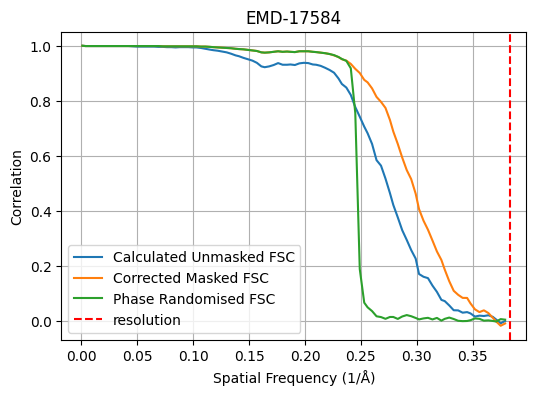 EMD-17584
1.0
0.8
0.6
0.4
0.2
0.0
Correlation
Calculated Unmasked FSC
Corrected Masked FSC
Phase Randomised FSC
resolution
0.00 0.05 0.10 0.15 0.20 0.25 0.30 0.35
Spatial Frequency (1/Å)